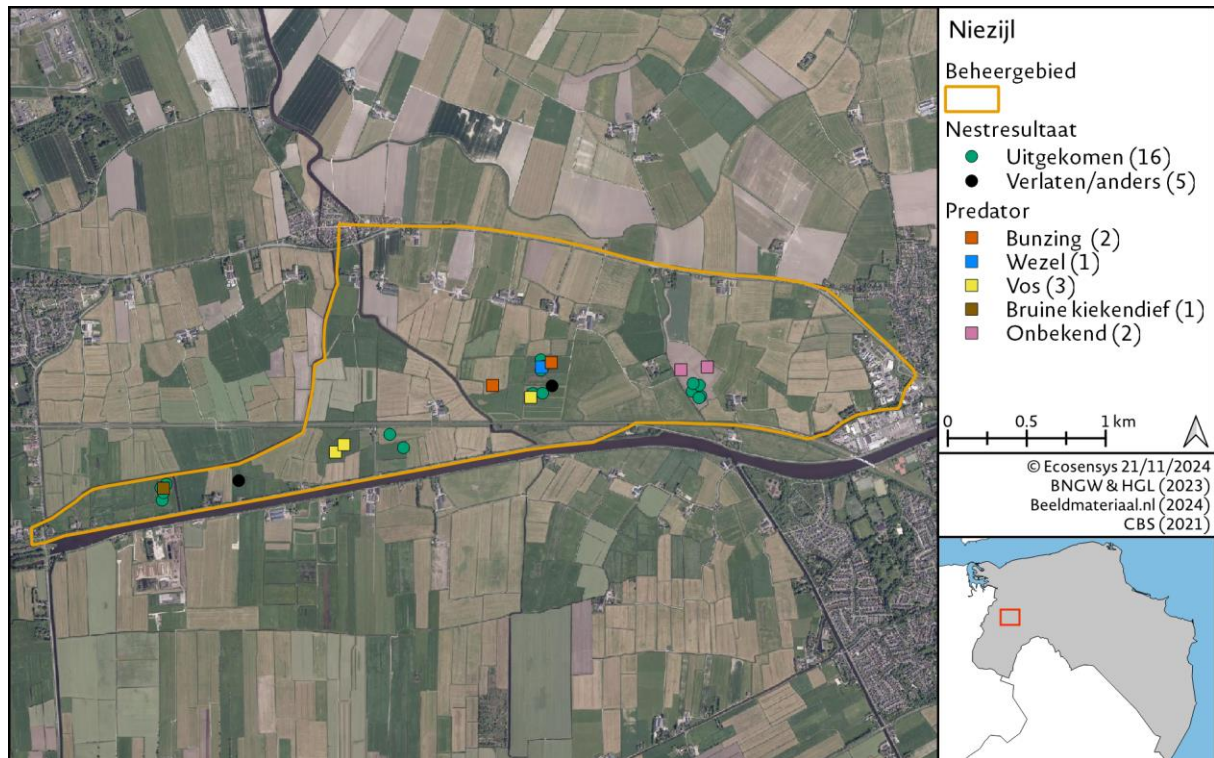 Niezijl
Beheergebied
Nestresultaat
Uitgekomen (16)
Verlaten/anders (5)
Predator
Bunzing (2)
Wezel (1)
Vos (3)
Bruine kiekendief (1)
Onbekend (2)
0 0.5 1 km
© Ecosensys 21/11/2024
BNGW & HGL (2023)
Beeldmateriaal.nl (2024)
CBS (2021)